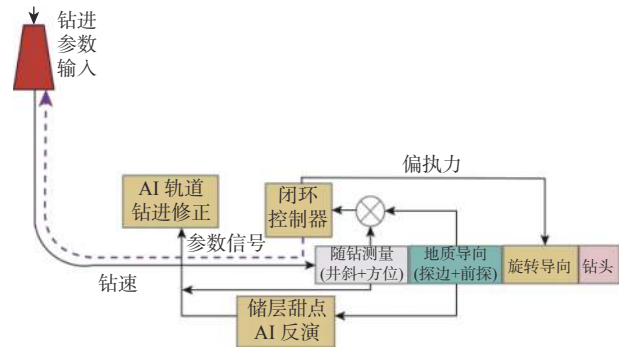 钻进
参数
输入
偏执力
AI 轨道
钻进修正
闭环
控制器
参数信号
随钻测量
(井斜+方位)
地质导向
(探边+前探)
旋转导向
钻头
钻速
储层甜点
AI 反演